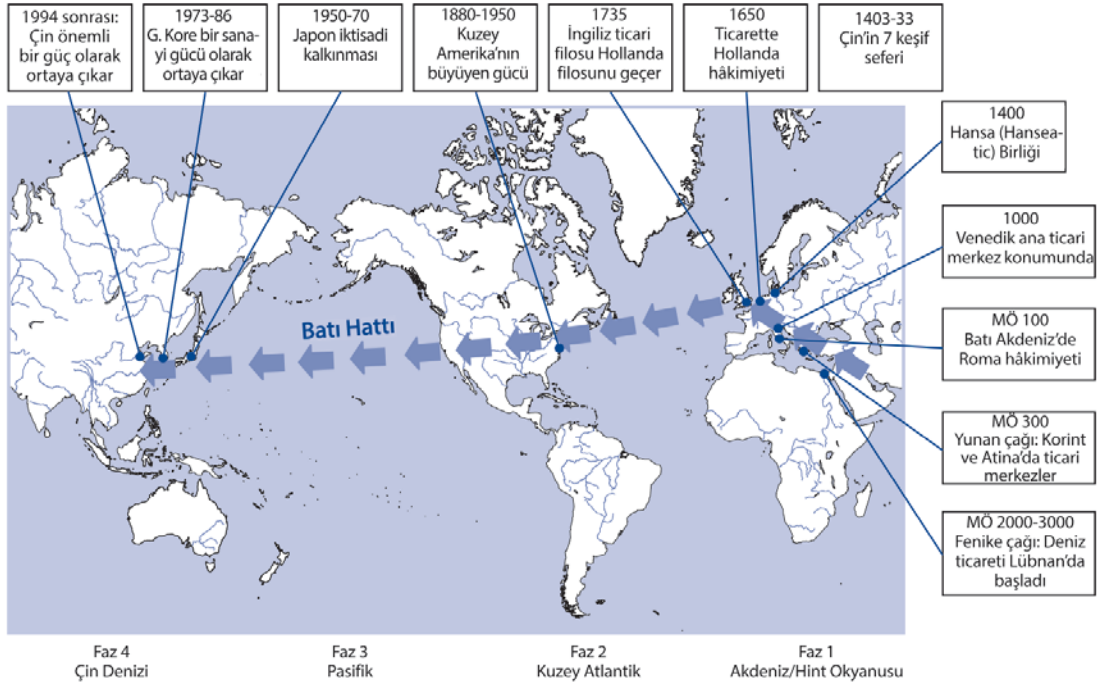 1994 sonrası:
Çin önemli
bir güç olarak
ortaya çıkar
1973-86
G. Kore bir sana-
yi gücü olarak
ortaya çıkar
1950-70
Japon iktisadi
kalkınması
1880-1950
Kuzey
Amerika’nın
büyüyen gücü
1735
İngiliz ticari
filosu Hollanda
filosunu geçer
1650
Ticarette
Hollanda
hâkimiyeti
1403-33
Çin’in 7 keşif
seferi
1400
Hansa (Hansea-
tic) Birliği
1000
Venedik ana ticari
merkez konumunda
MÖ 100
Batı Akdeniz’de
Roma hâkimiyeti
MÖ 300
Yunan çağı: Korint
ve Atina’da ticari
merkezler
MÖ 2000-3000
Fenike çağı: Deniz
ticareti Lübnan’da
başladı
Batı Hattı
Faz 4
Çin Denizi
Faz 3
Pasifik
Faz 2
Kuzey Atlantik
Faz 1
Akdeniz/Hint Okyanusu